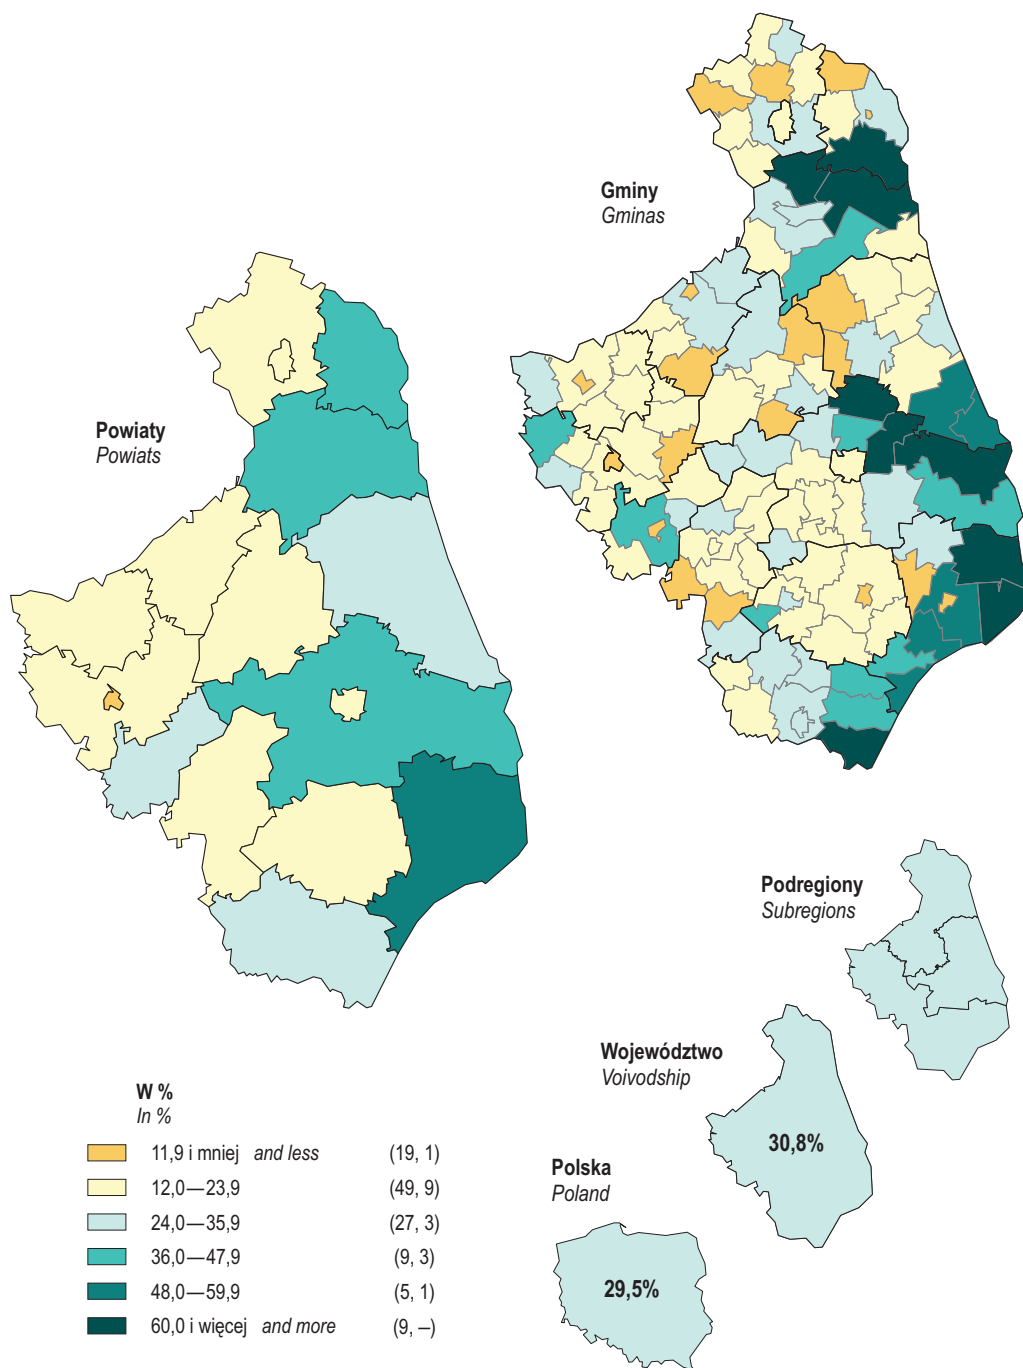 Gminy
Gminas
Powiaty
Powiats
Podregiony
Subregions
Województwo
Voivodship
30,8%
Polska
Poland
29,5%
W %
In %
11,9 i mniej and less (19, 1)
12,0—23,9 (49, 9)
24,0—35,9 (27, 3)
36,0—47,9 (9, 3)
48,0—59,9 (5, 1)
60,0 i więcej and more (9, —)